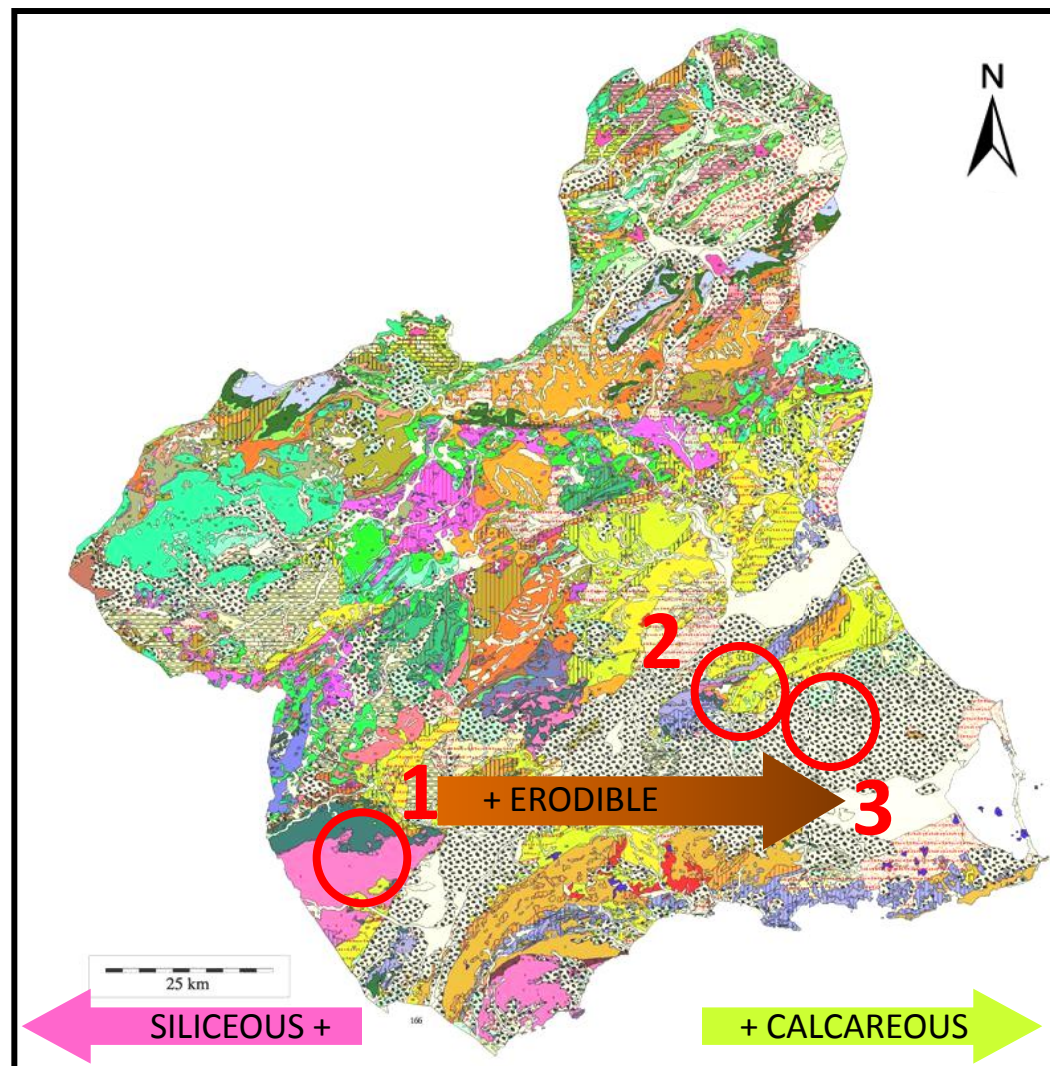 N
2
1
+ ERODIBLE
3
25 km
166
SILICEOUS +
+ CALCAREOUS